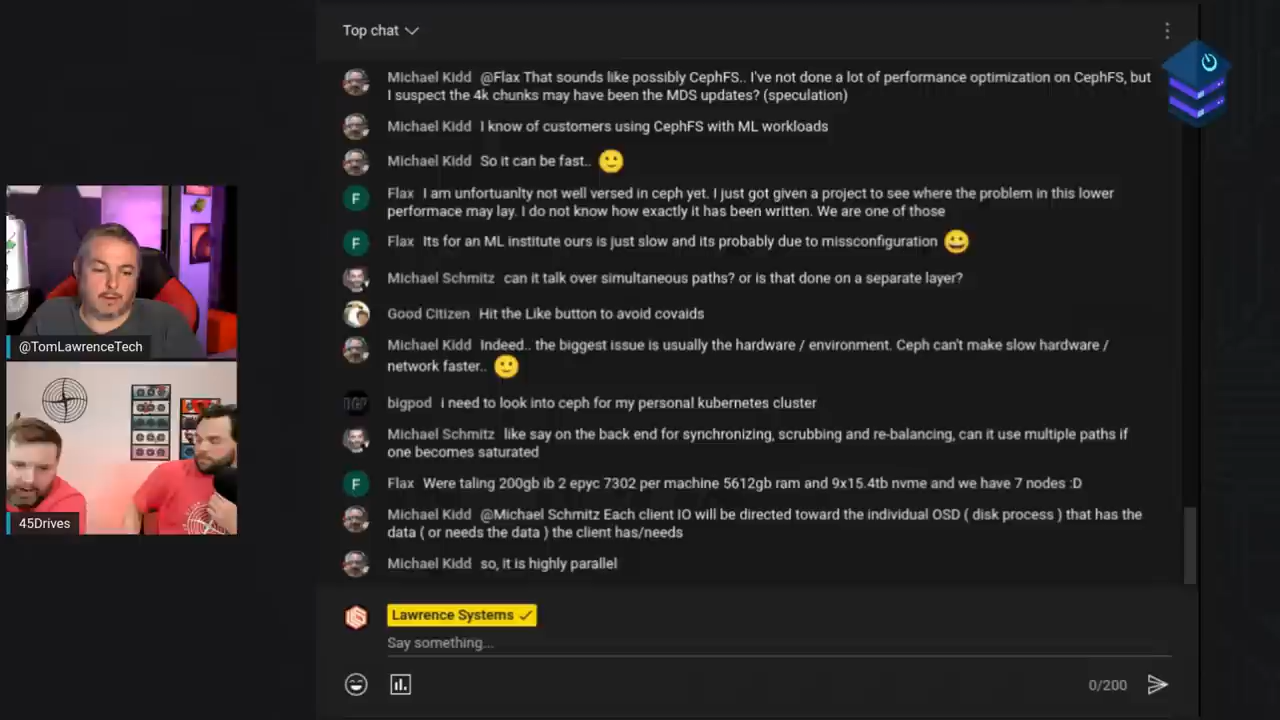 Top chat
Michael Kidd @Flax That sounds like possibly CephFS.. I've not done a lot of performance optimization on CephFS, but
I suspect the 4k chunks may have been the MDS updates? (speculation)
Michael Kidd I know of customers using CephFS with ML workloads
Michael Kidd So it can be fast..
F Flax I am unfortuanlty not well versed in ceph yet. I just got given a project to see where the problem in this lower
performace may lay. I do not know how exactly it has been written. We are one of those
F Flax Its for an ML institute ours is just slow and its probably due to missconfiguration
Michael Schmitz can it talk over simultaneous paths? or is that done on a separate layer?
Good Citizen Hit the Like button to avoid covaids
Michael Kidd Indeed.. the biggest issue is usually the hardware / environment. Ceph can't make slow hardware /
network faster..
bigpod i need to look into ceph for my personal kubernetes cluster
Michael Schmitz like say on the back end for synchronizing, scrubbing and re-balancing, can it use multiple paths if
one becomes saturated
F Flax Were taling 200gb ib 2 epyc 7302 per machine 5612gb ram and 9x15.4tb nvme and we have 7 nodes :D
Michael Kidd @Michael Schmitz Each client IO will be directed toward the individual OSD ( disk process ) that has the
data ( or needs the data ) the client has/needs
Michael Kidd so, it is highly parallel
Lawrence Systems
Say something...
0/200
@TomLawrenceTech
45Drives